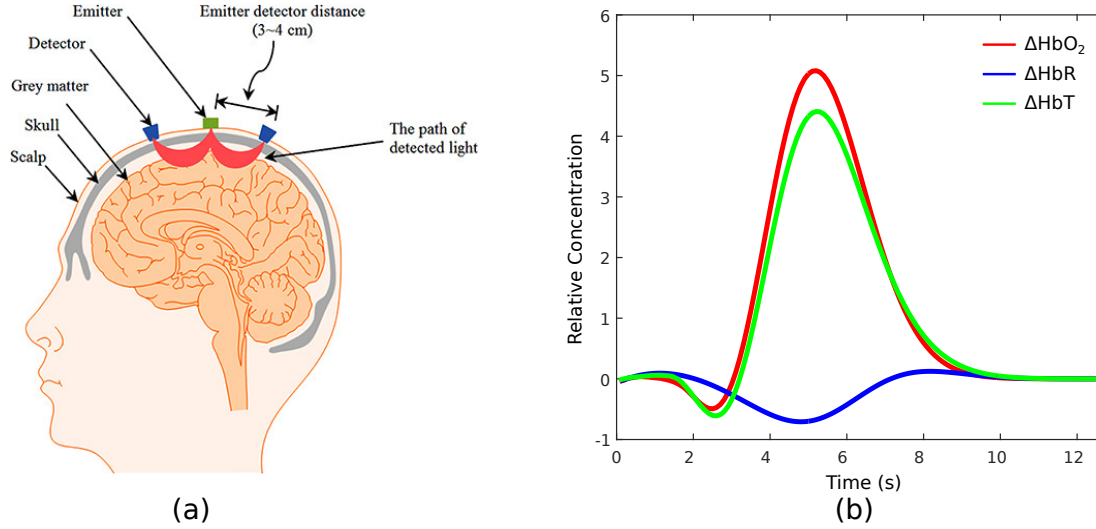 Emitter
Emitter detector distance
(3~4 cm)
Detector
Grey matter
Skull
Scalp
The path of
detected light
(a)
6
5
4
3
2
1
0
-1
0
2
4
6
8
10
12
Relative Concentration
Time (s)
ΔHbO₂
ΔHbR
ΔHbT
(b)